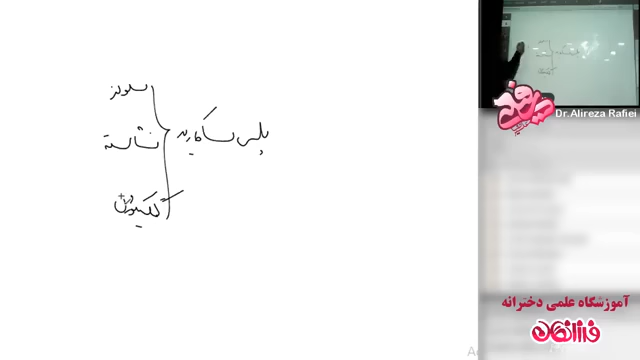 سلولز
نشاسته
پلی ساکارید
گلیکوژن
Dr.Alireza Rafiei
آموزشگاه علمی دخترانه
فرزانگان